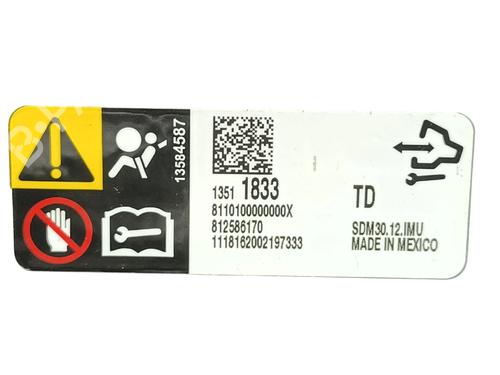 13584587
1351 1833
8110100000000X
812586170
1118162002197333
TD
SDM30.12.IMU
MADE IN MEXICO